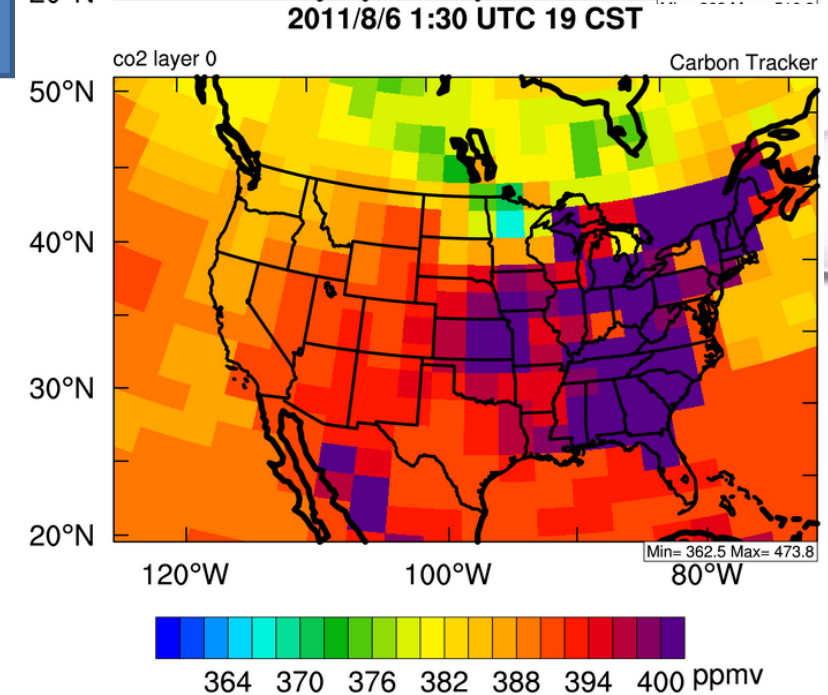 2011/8/6 1:30 UTC 19 CST
co2 layer 0 Carbon Tracker
50°N
40°N
30°N
20°N
Min= 362.5 Max= 473.8
120°W 100°W 80°W
364 370 376 382 388 394 400 ppmv